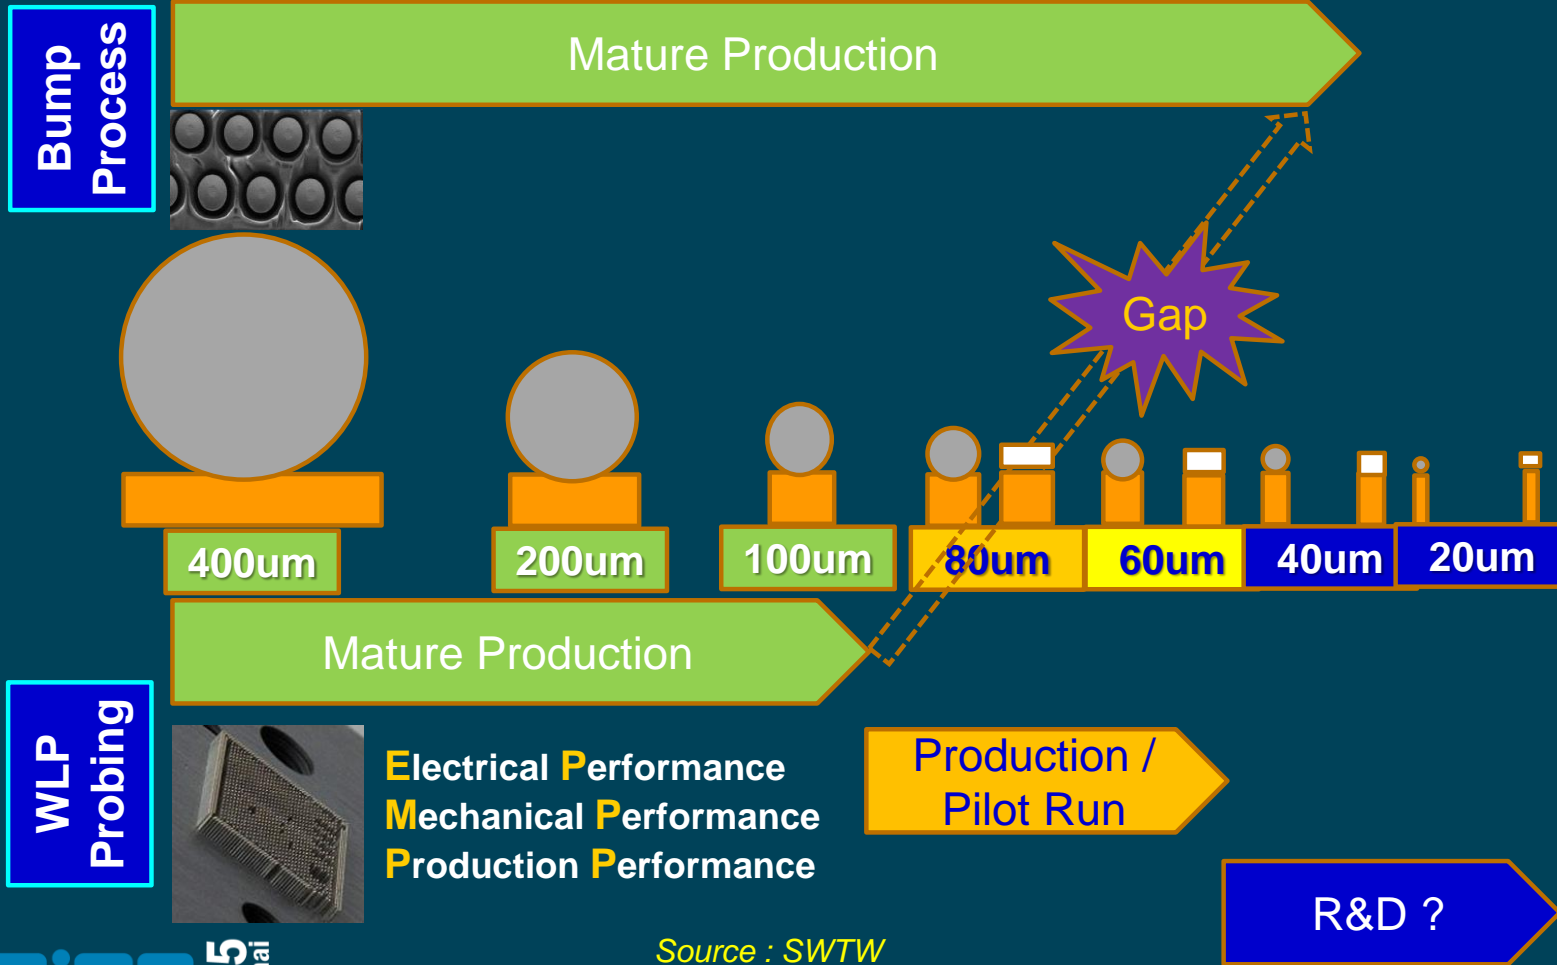 Bump
Process
Mature Production
Gap
400um
200um
100um
80um
60um
40um
20um
Mature Production
WLP
Probing
Electrical Performance
Mechanical Performance
Production Performance
Production /
Pilot Run
R&D ?
Source : SWTW